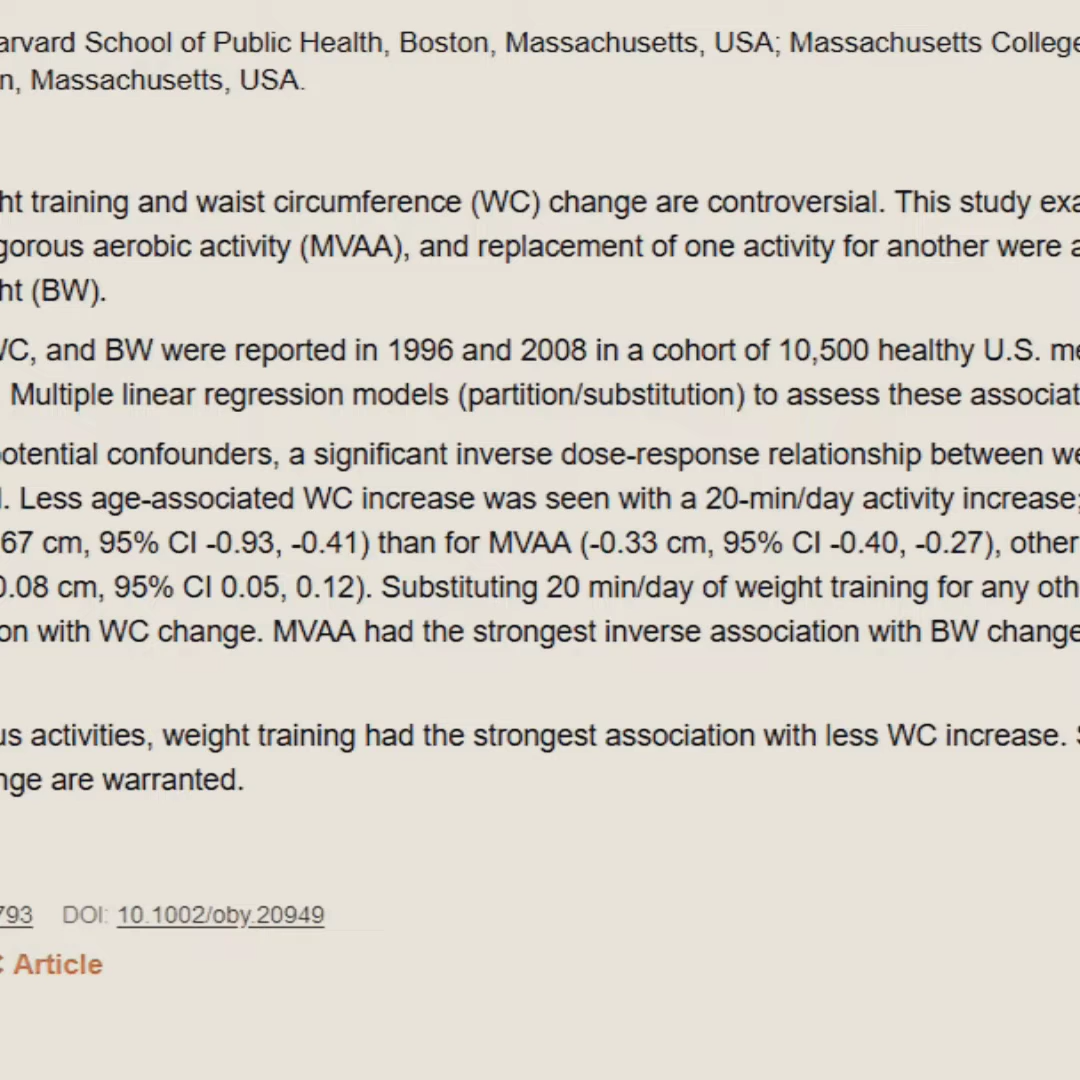 arvard School of Public Health, Boston, Massachusetts, USA; Massachusetts College
n, Massachusetts, USA.
ht training and waist circumference (WC) change are controversial. This study exa
gorous aerobic activity (MVAA), and replacement of one activity for another were a
ht (BW).
VC, and BW were reported in 1996 and 2008 in a cohort of 10,500 healthy U.S. me
Multiple linear regression models (partition/substitution) to assess these associat
otential confounders, a significant inverse dose-response relationship between we
l. Less age-associated WC increase was seen with a 20-min/day activity increase;
67 cm, 95% CI -0.93, -0.41) than for MVAA (-0.33 cm, 95% CI -0.40, -0.27), other
0.08 cm, 95% CI 0.05, 0.12). Substituting 20 min/day of weight training for any oth
on with WC change. MVAA had the strongest inverse association with BW change
us activities, weight training had the strongest association with less WC increase. S
nge are warranted.
793 DOI: 10.1002/oby.20949
C Article